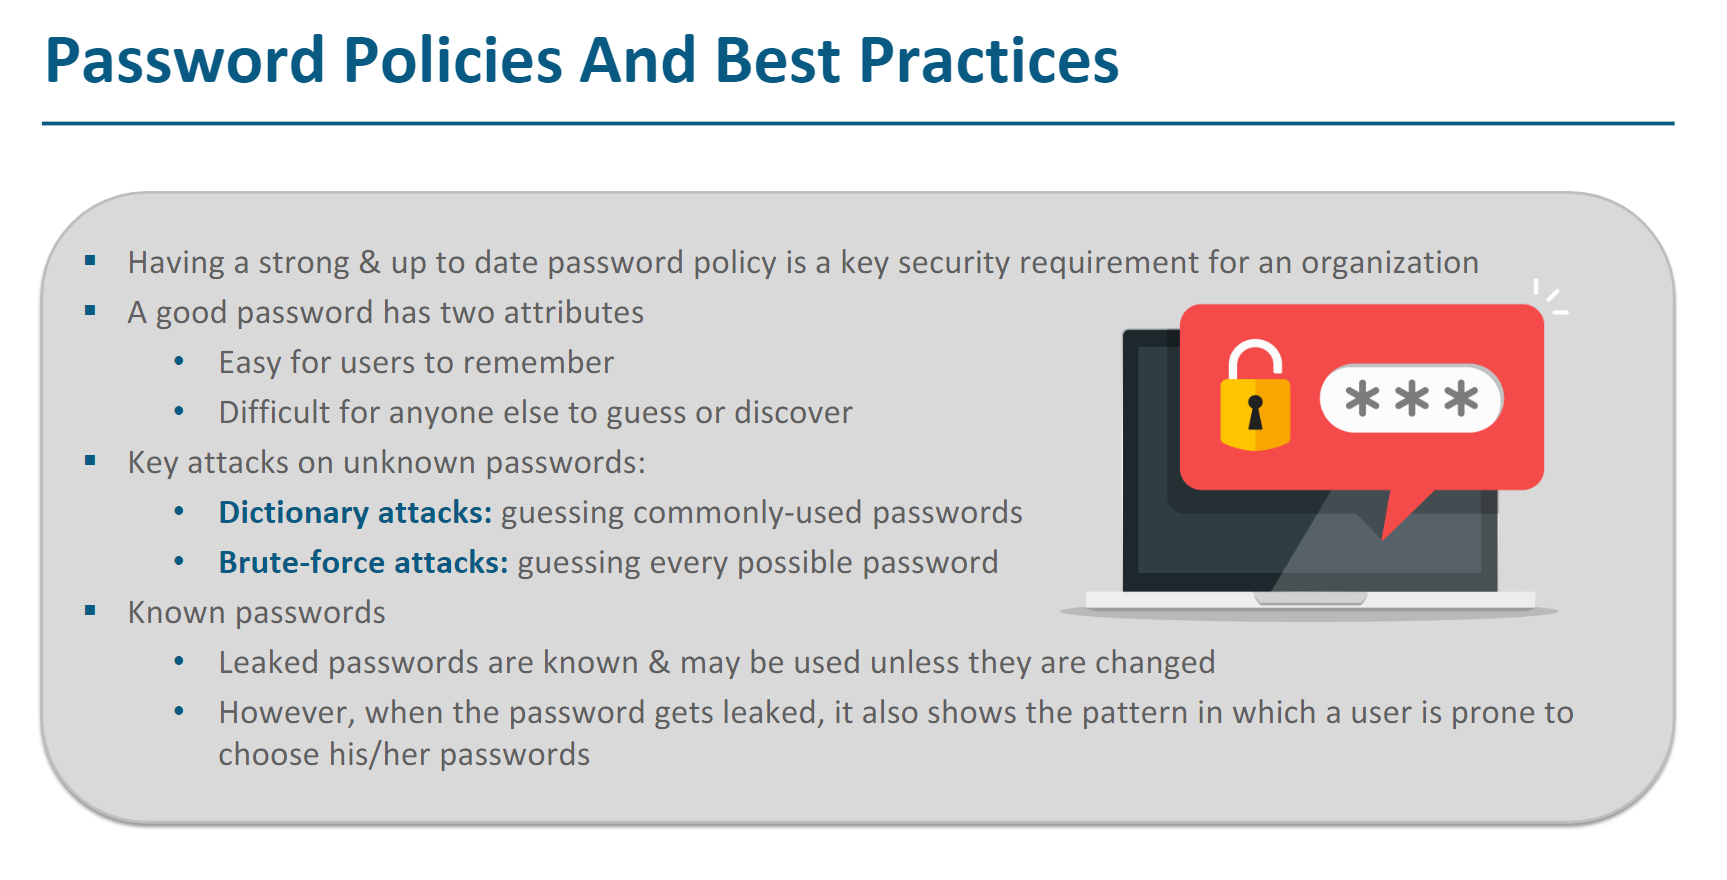 Password Policies And Best Practices
▪ Having a strong & up to date password policy is a key security requirement for an organization
▪ A good password has two attributes
• Easy for users to remember
• Difficult for anyone else to guess or discover
▪ Key attacks on unknown passwords:
• Dictionary attacks: guessing commonly-used passwords
• Brute-force attacks: guessing every possible password
▪ Known passwords
• Leaked passwords are known & may be used unless they are changed
• However, when the password gets leaked, it also shows the pattern in which a user is prone to
choose his/her passwords
***